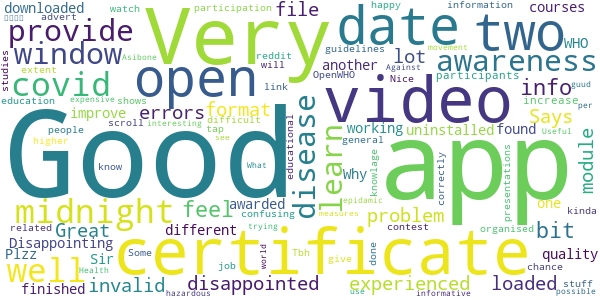 downloaded
advert
Asibone
studies
extent
provide
window
covid
education
improve
shows
people
scroll
higher
know
expensive
interesting
Very
open
errors
format
difficult
tap
see
What
Good
midnight
well
related
Great
Disappointing
Plzz
Sir
Some
Health
job
finished
invalid
feel
different
awarded
confusing
trying
certificate
disappointed
hazardous
world
Tbh
measures
epidemic
give
watch
participation
file
another
reddit
will
link
disease
educational
learn
Why
problem
contest
experienced
use
informative
happy
guidelines
OpenWHO
participants
date
lot
Against
Nice
movement
video
working
general
knowlage
app
uninstalled
correctly
found
presentations
organised
done
loaded
information
courses
two
WHO
awareness
info
increase
guud
per
Says
Useful
module
one
kinda
bit
quality
chance
stuff
possible